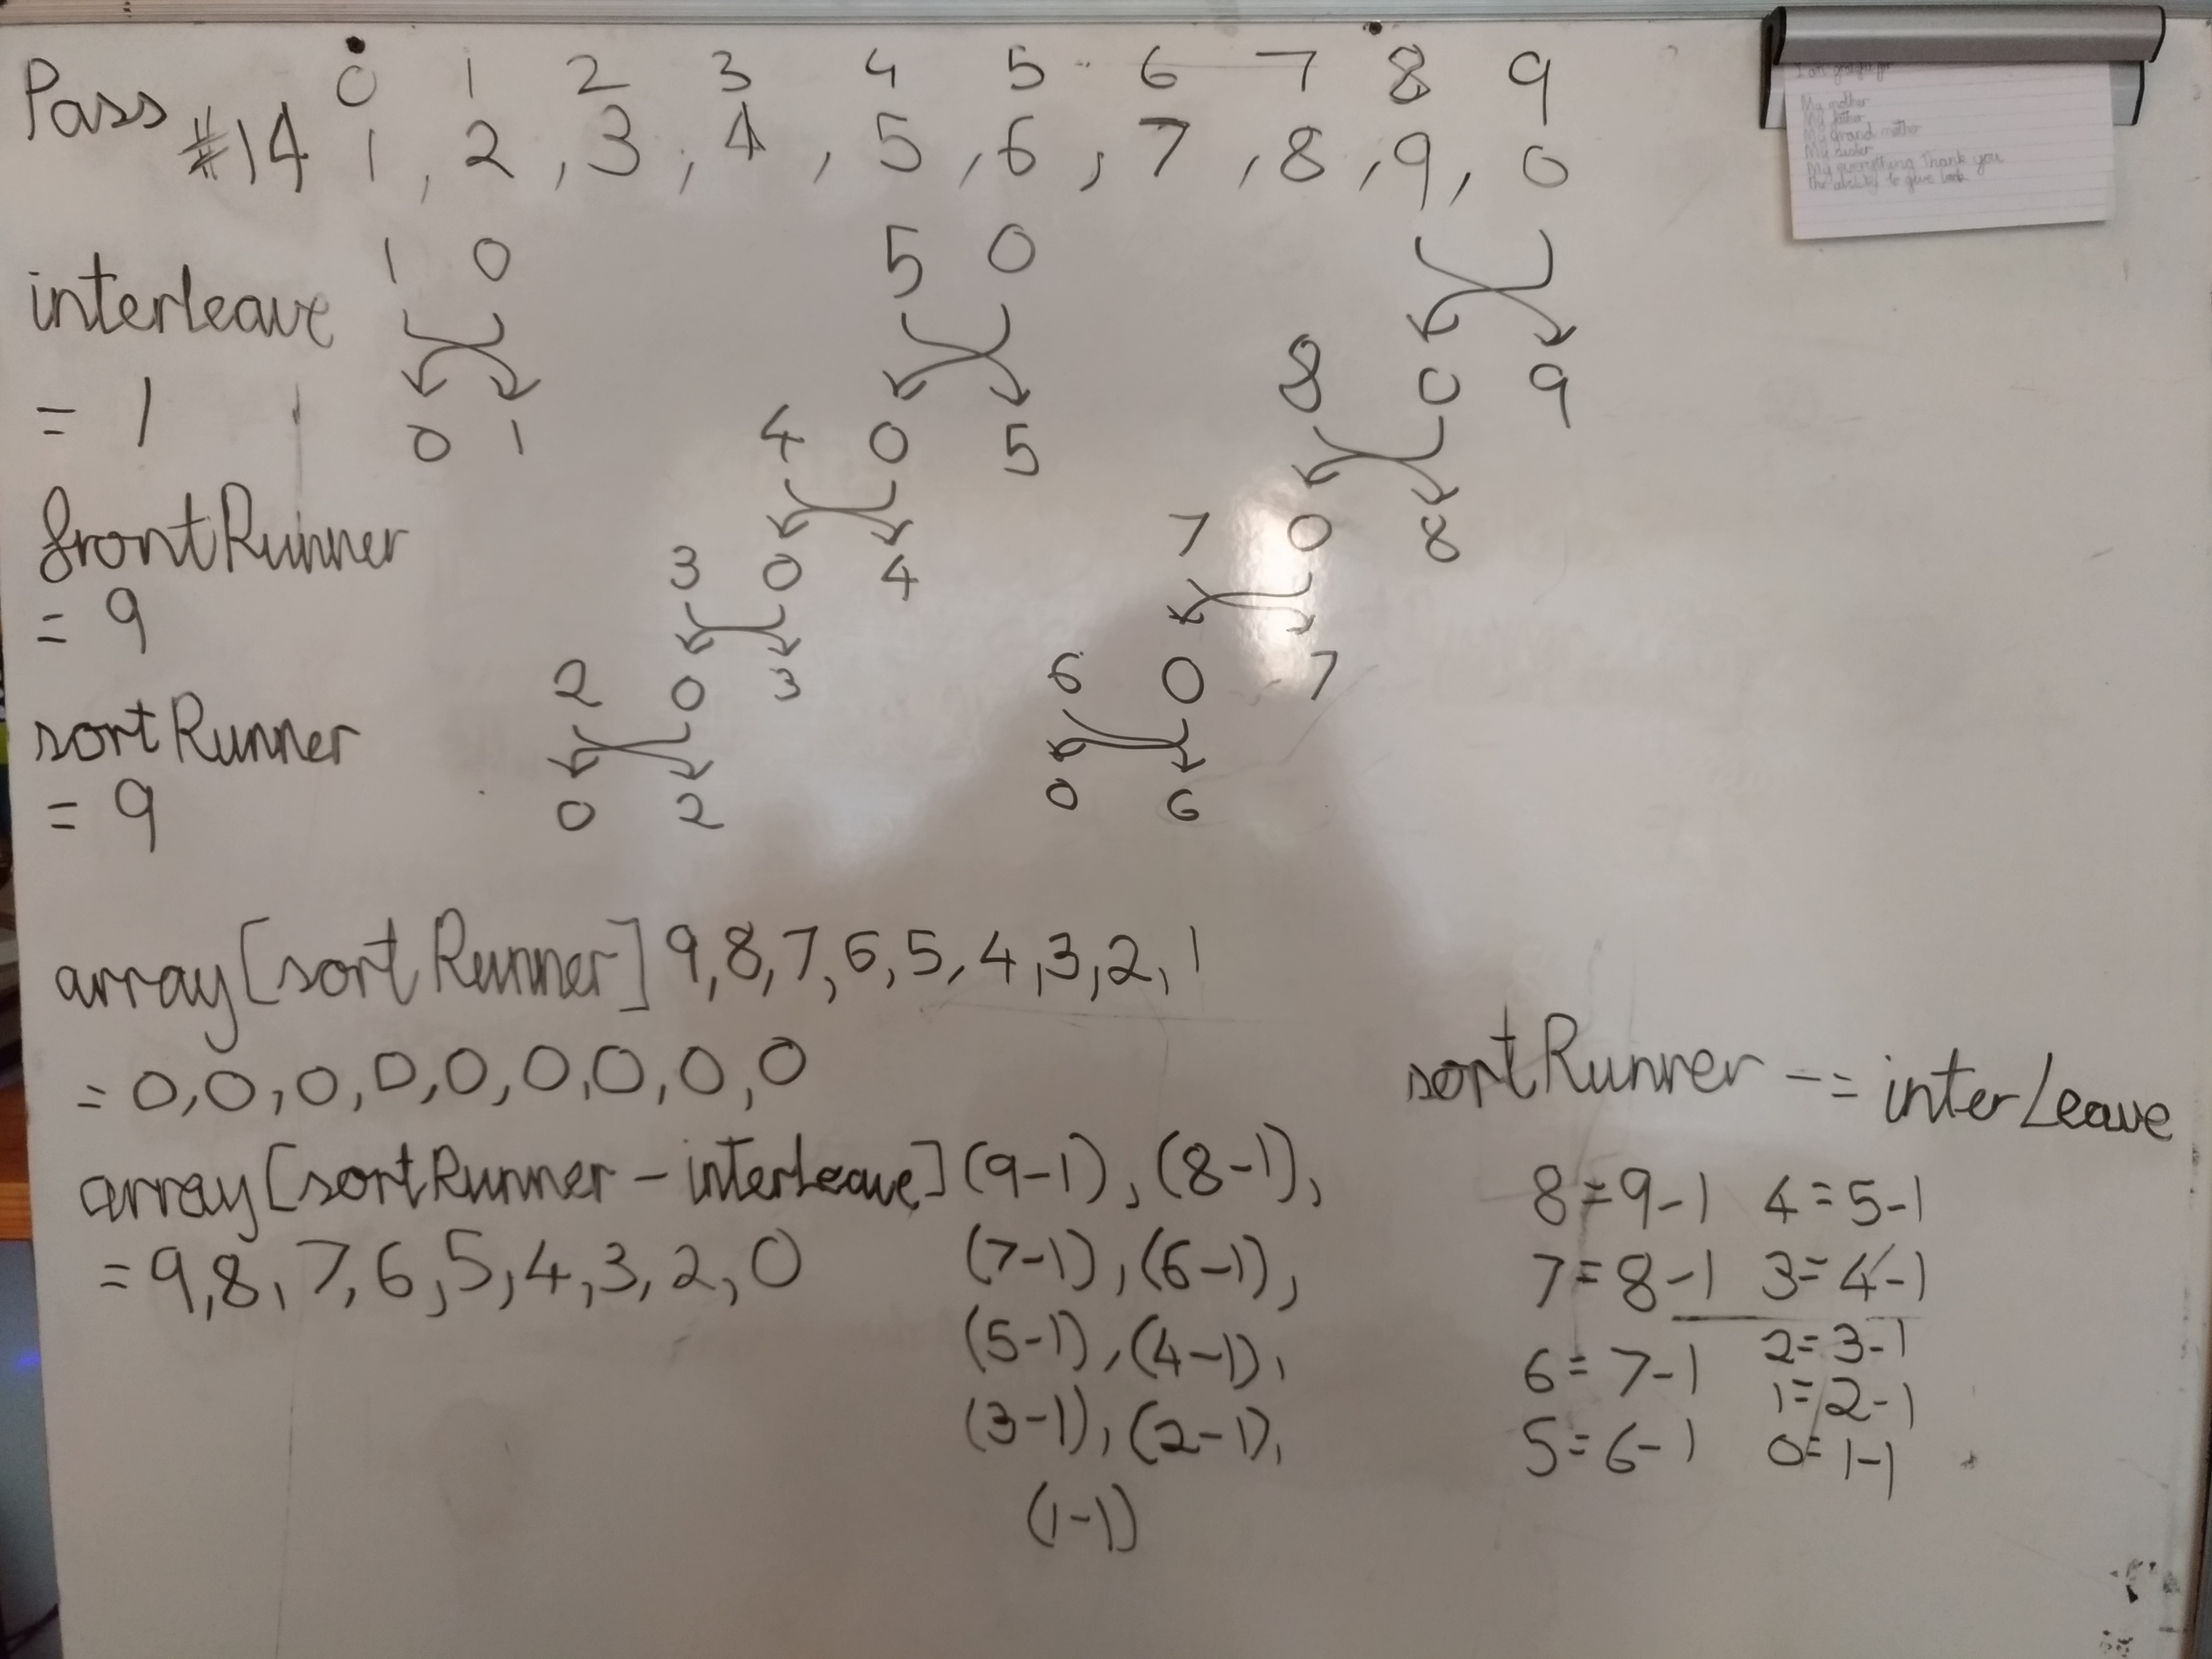 0 1 2 3 4 5 6 7 8 9
Pass #14 1, 2, 3, 4, 5, 6, 7, 8, 9, 0
interleave
= 1
frontRunner
= 9
sortRunner
= 9
1 0
0 1
5 0
4 0 5
3 0 4
2 0 3
0 2
8 0 9
7 0 8
6 0 7
0 6
array[sortRunner] 9,8,7,6,5,4,3,2,1
=0,0,0,0,0,0,0,0,0
array[sortRunner-interLeave] (9-1), (8-1),
=9,8,7,6,5,4,3,2,0 (7-1), (6-1),
(5-1), (4-1),
(3-1), (2-1),
(1-1)
sortRunner -= interLeave
8=9-1 4=5-1
7=8-1 3=4-1
6=7-1 2=3-1
1=2-1
5=6-1 0=1-1
My mother
My father
My grand mother
My sister
My everything Thank you
the ability to give